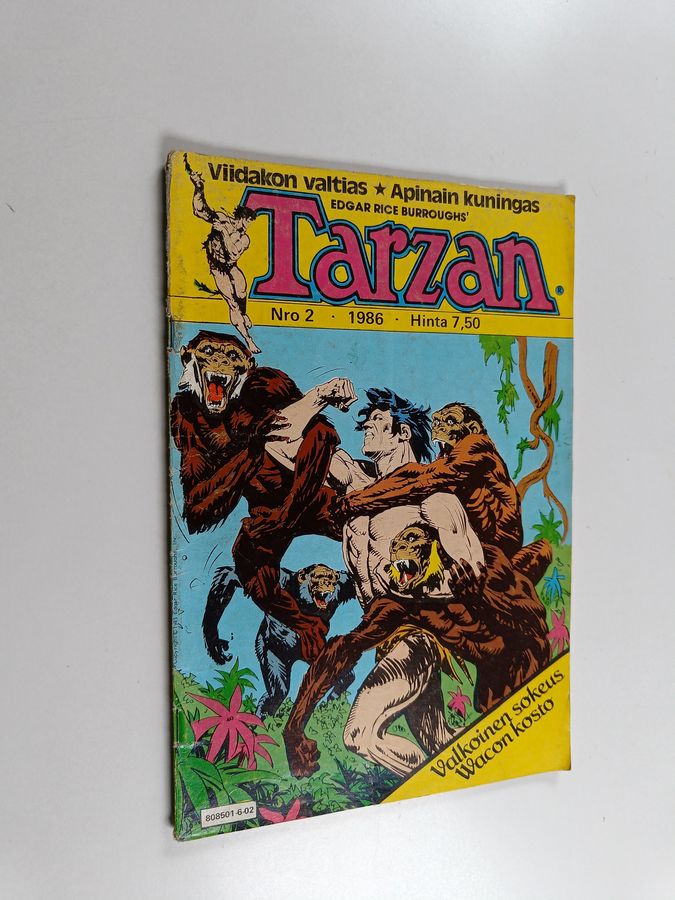 Viidakon valtias ★ Apinain kuningas
EDGAR RICE BURROUGHS'
Tarzan®
Nro 2 · 1986 · Hinta 7,50
Valkoinen sokeus
Wacon kosto
808501-6-02